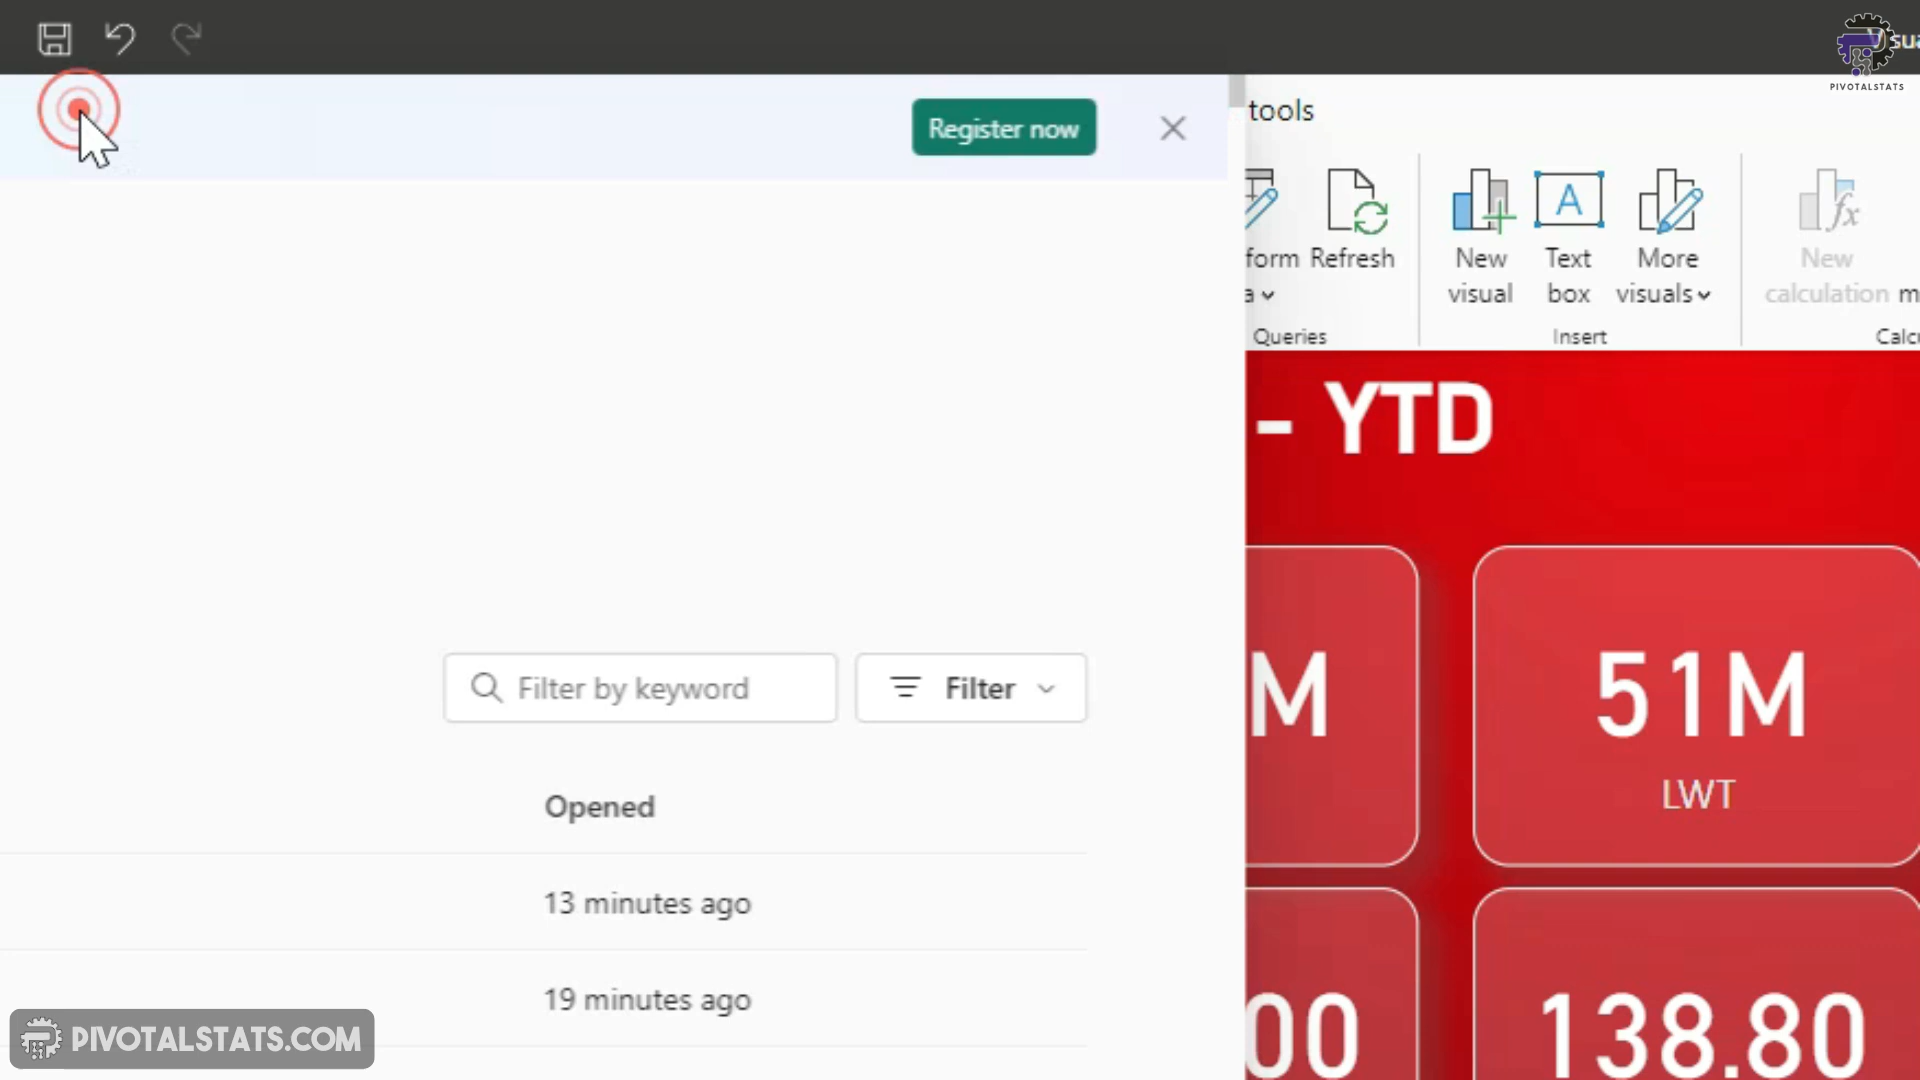 PIVOTALSTATS
Register now
tools
form
a
Refresh
New
visual
Text
box
More
visuals
New
calculation
Queries
Insert
- YTD
M
51M
LWT
Filter by keyword
Filter
Opened
13 minutes ago
19 minutes ago
00
138.80
PIVOTALSTATS.COM